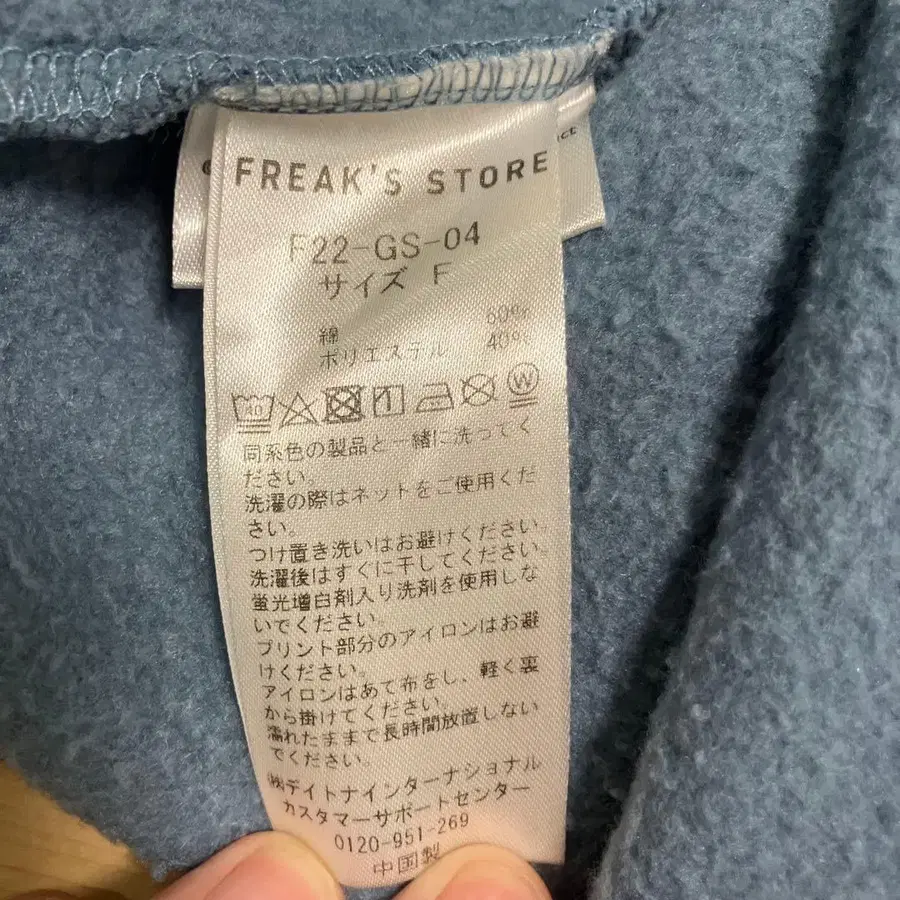 FREAK'S STORE
F22-GS-04
サイズ F
綿 60%
ポリエステル 40%
40
W
同系色の製品と一緒に洗ってく
ださい。
洗濯の際はネットをご使用くだ
さい。
つけ置き洗いはお避けください。
洗濯後はすぐに干してください。
蛍光増白剤入り洗剤を使用しな
いでください。
プリント部分のアイロンはお避
けください。
アイロンはあて布をし、軽く裏
から掛けてください。
濡れたままで長時間放置しない
でください。
㈱デイトナインターナショナル
カスタマーサポートセンター
0120-951-269
中国製